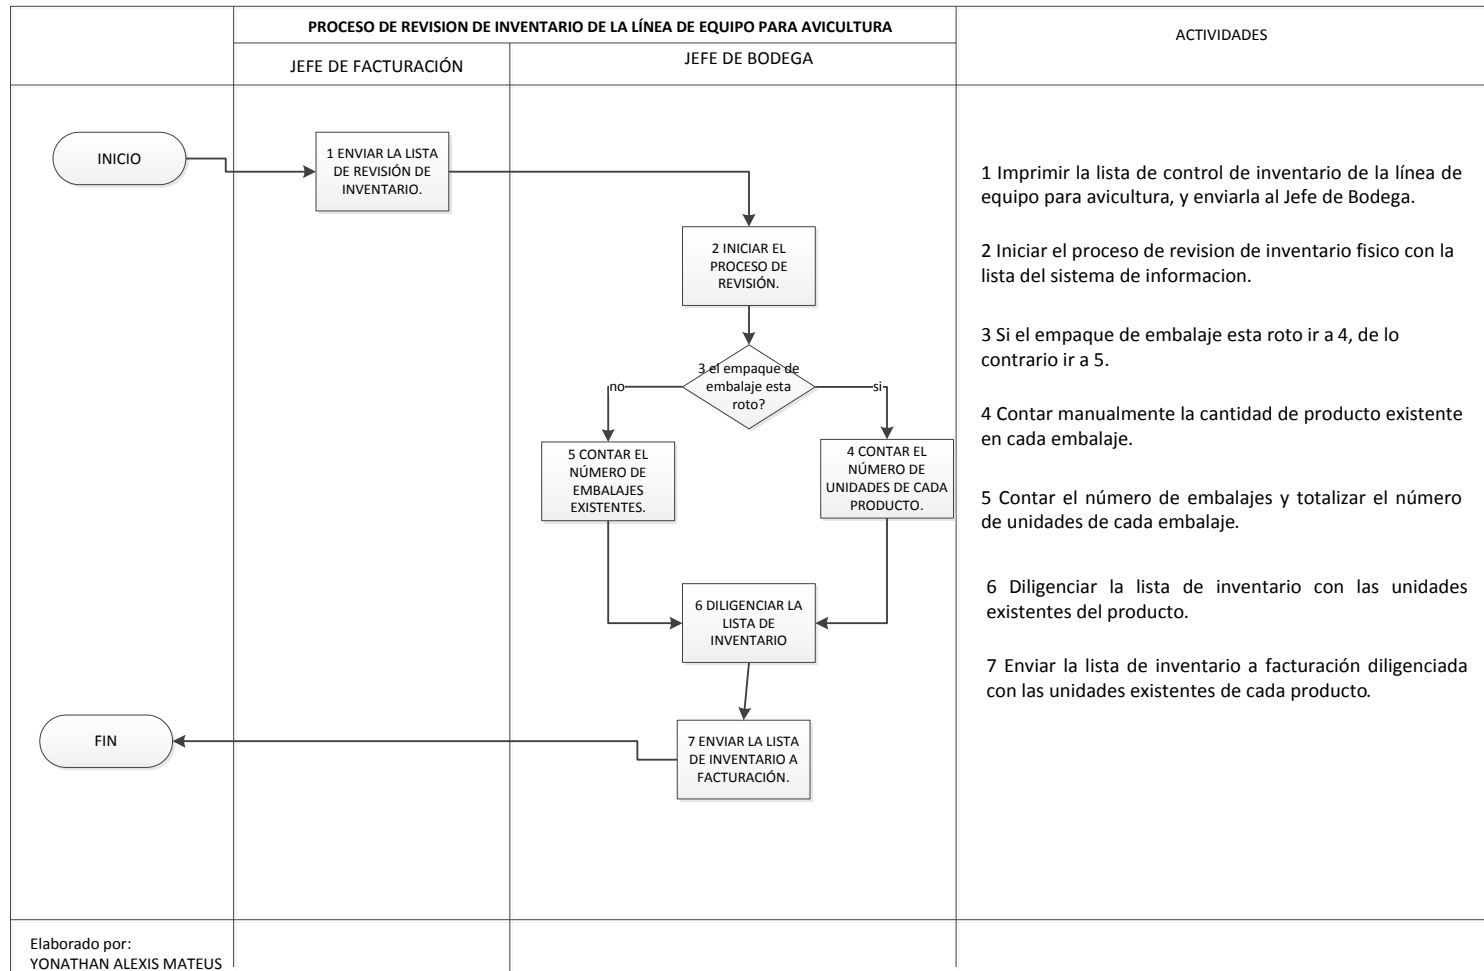 PROCESO DE REVISION DE INVENTARIO DE LA LÍNEA DE EQUIPO PARA AVICULTURA
ACTIVIDADES
JEFE DE FACTURACIÓN
JEFE DE BODEGA
INICIO
1 ENVIAR LA LISTA
DE REVISIÓN DE
INVENTARIO.
2 INICIAR EL
PROCESO DE
REVISIÓN.
3 el empaque de
embalaje esta
roto?
no
si
5 CONTAR EL
NÚMERO DE
EMBALAJES
EXISTENTES.
4 CONTAR EL
NÚMERO DE
UNIDADES DE CADA
PRODUCTO.
6 DILIGENCIAR LA
LISTA DE
INVENTARIO
7 ENVIAR LA LISTA
DE INVENTARIO A
FACTURACIÓN.
FIN
1 Imprimir la lista de control de inventario de la línea de
equipo para avicultura, y enviarla al Jefe de Bodega.
2 Iniciar el proceso de revision de inventario fisico con la
lista del sistema de informacion.
3 Si el empaque de embalaje esta roto ir a 4, de lo
contrario ir a 5.
4 Contar manualmente la cantidad de producto existente
en cada embalaje.
5 Contar el número de embalajes y totalizar el número
de unidades de cada embalaje.
6 Diligenciar la lista de inventario con las unidades
existentes del producto.
7 Enviar la lista de inventario a facturación diligenciada
con las unidades existentes de cada producto.
Elaborado por:
YONATHAN ALEXIS MATEUS